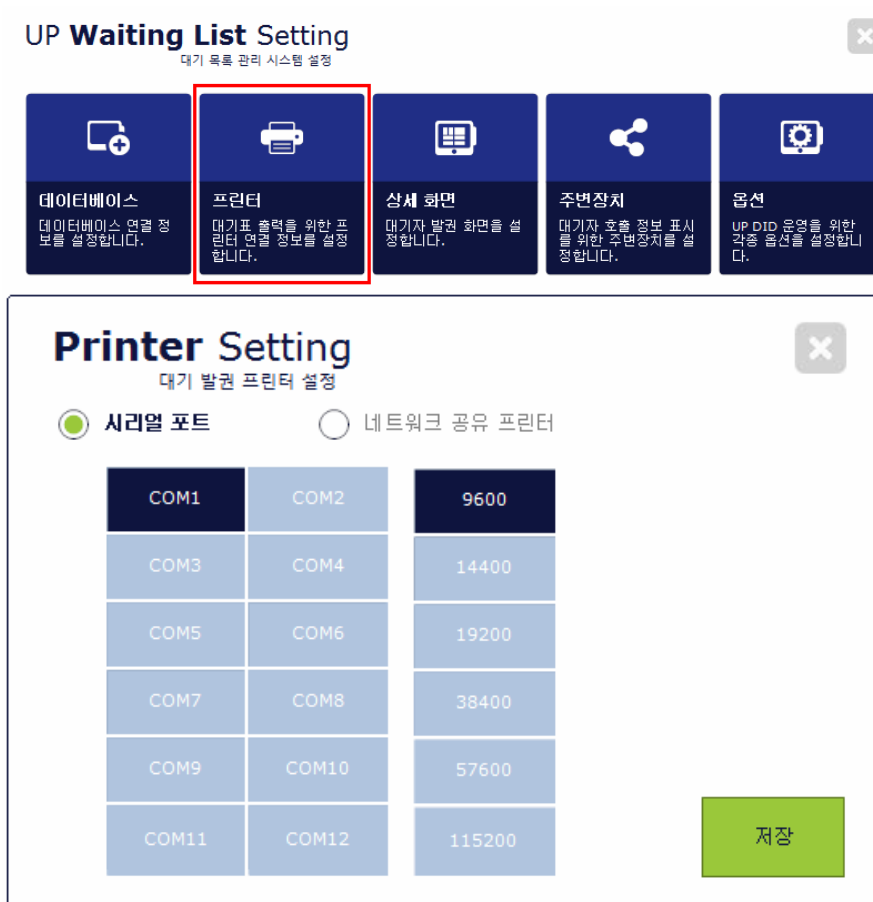 UP Waiting List Setting
대기 목록 관리 시스템 설정
데이터베이스
데이터베이스 연결 정
보를 설정합니다.
프린터
대기표 출력을 위한 프
린터 연결 정보를 설정
합니다.
상세 화면
대기자 발권 화면을 설
정합니다.
주변장치
대기자 호출 정보 표시
를 위한 주변장치를 설
정합니다.
옵션
UP DID 운영을 위한
각종 옵션을 설정합니
다.
Printer Setting
대기 발권 프린터 설정
시리얼 포트 네트워크 공유 프린터
COM1 COM2 9600
COM3 COM4 14400
COM5 COM6 19200
COM7 COM8 38400
COM9 COM10 57600
COM11 COM12 115200
저장